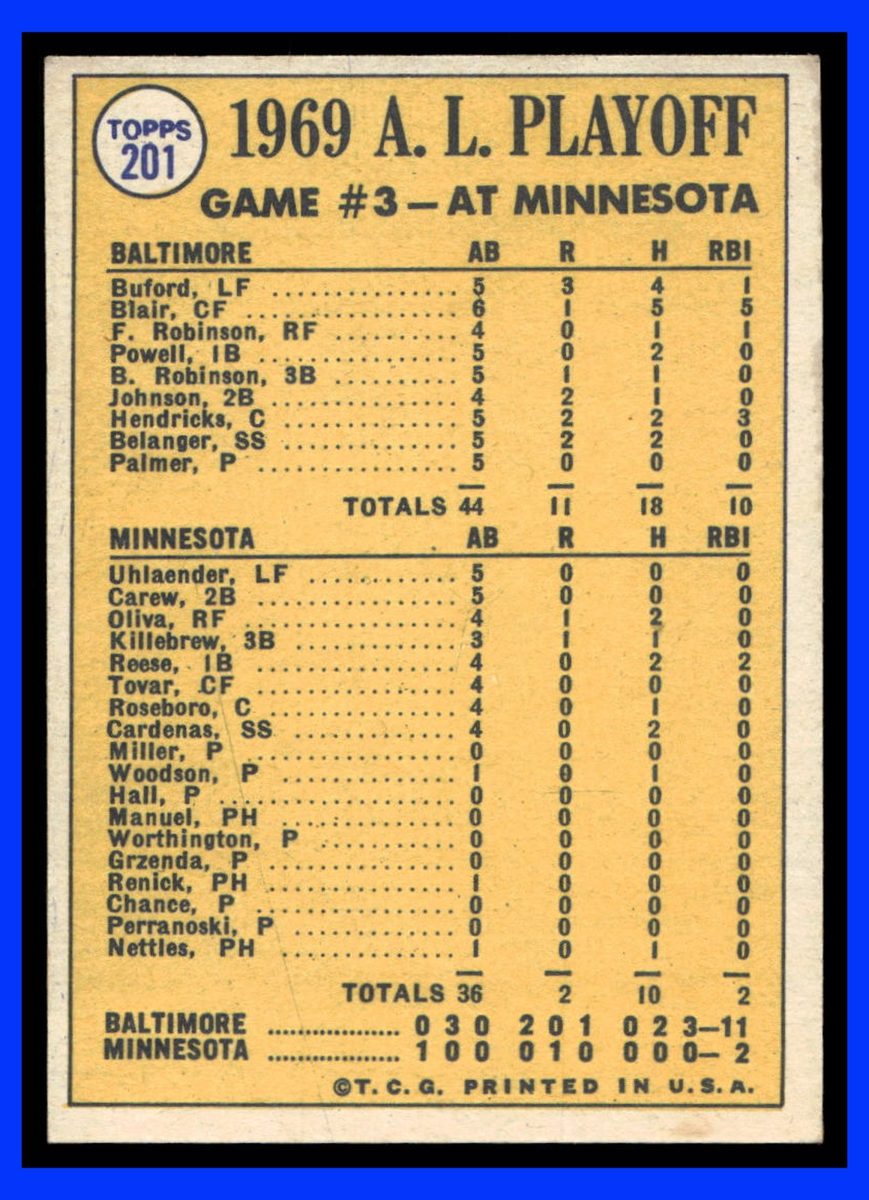 TOPPS
201
1969 A. L. PLAYOFF
GAME #3 — AT MINNESOTA
BALTIMORE AB R H RBI
Buford, LF ................ 5 3 4 1
Blair, CF .................. 6 1 5 5
F. Robinson, RF ........... 4 0 1 1
Powell, 1B ................. 5 0 2 0
B. Robinson, 3B .......... 5 1 1 0
Johnson, 2B ................ 4 2 1 0
Hendricks, C ............... 5 2 2 3
Belanger, SS ............... 5 2 2 0
Palmer, P ................. 5 0 0 0
TOTALS 44 11 18 10
MINNESOTA AB R H RBI
Uhlaender, LF ............ 5 0 0 0
Carew, 2B ................. 5 0 0 0
Oliva, RF .................. 4 1 2 0
Killebrew, 3B ............. 3 1 1 0
Reese, 1B ................. 4 0 2 2
Tovar, CF ................. 4 0 0 0
Roseboro, C ................ 4 0 1 0
Cardenas, SS .............. 4 0 2 0
Miller, P .................. 0 0 0 0
Woodson, P ............... 1 0 1 0
Hall, P .................... 0 0 0 0
Manuel, PH ................ 0 0 0 0
Worthington, P ............ 0 0 0 0
Grzenda, P ................ 0 0 0 0
Renick, PH ................ 1 0 0 0
Chance, P ................. 0 0 0 0
Perranoski, P ............. 0 0 0 0
Nettles, PH ............... 1 0 1 0
TOTALS 36 2 10 2
BALTIMORE .................. 0 3 0 2 0 1 0 2 3—11
MINNESOTA .................. 1 0 0 0 1 0 0 0 0— 2
©T. C. G. PRINTED IN U. S. A.